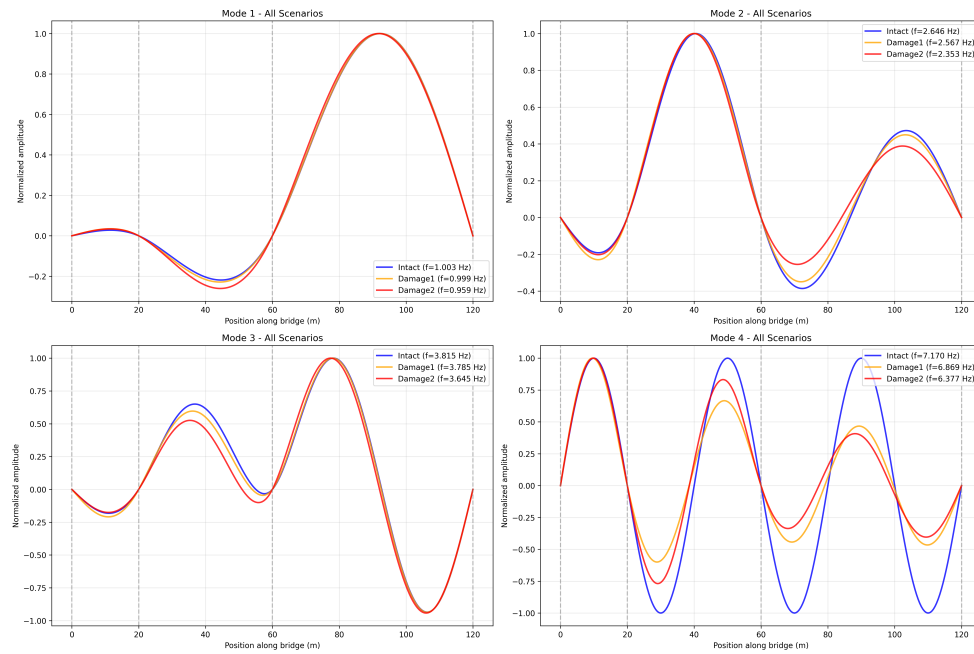 Mode 1 - All Scenarios
Normalized amplitude
1.0
0.8
0.6
0.4
0.2
0.0
−0.2
Intact (f=1.003 Hz)
Damage1 (f=0.999 Hz)
Damage2 (f=0.959 Hz)
0 20 40 60 80 100 120
Position along bridge (m)
Mode 2 - All Scenarios
Normalized amplitude
1.0
0.8
0.6
0.4
0.2
0.0
−0.2
−0.4
Intact (f=2.646 Hz)
Damage1 (f=2.567 Hz)
Damage2 (f=2.353 Hz)
0 20 40 60 80 100 120
Position along bridge (m)
Mode 3 - All Scenarios
Normalized amplitude
1.00
0.75
0.50
0.25
0.00
−0.25
−0.50
−0.75
−1.00
Intact (f=3.815 Hz)
Damage1 (f=3.785 Hz)
Damage2 (f=3.645 Hz)
0 20 40 60 80 100 120
Position along bridge (m)
Mode 4 - All Scenarios
Normalized amplitude
1.00
0.75
0.50
0.25
0.00
−0.25
−0.50
−0.75
−1.00
Intact (f=7.170 Hz)
Damage1 (f=6.869 Hz)
Damage2 (f=6.377 Hz)
0 20 40 60 80 100 120
Position along bridge (m)